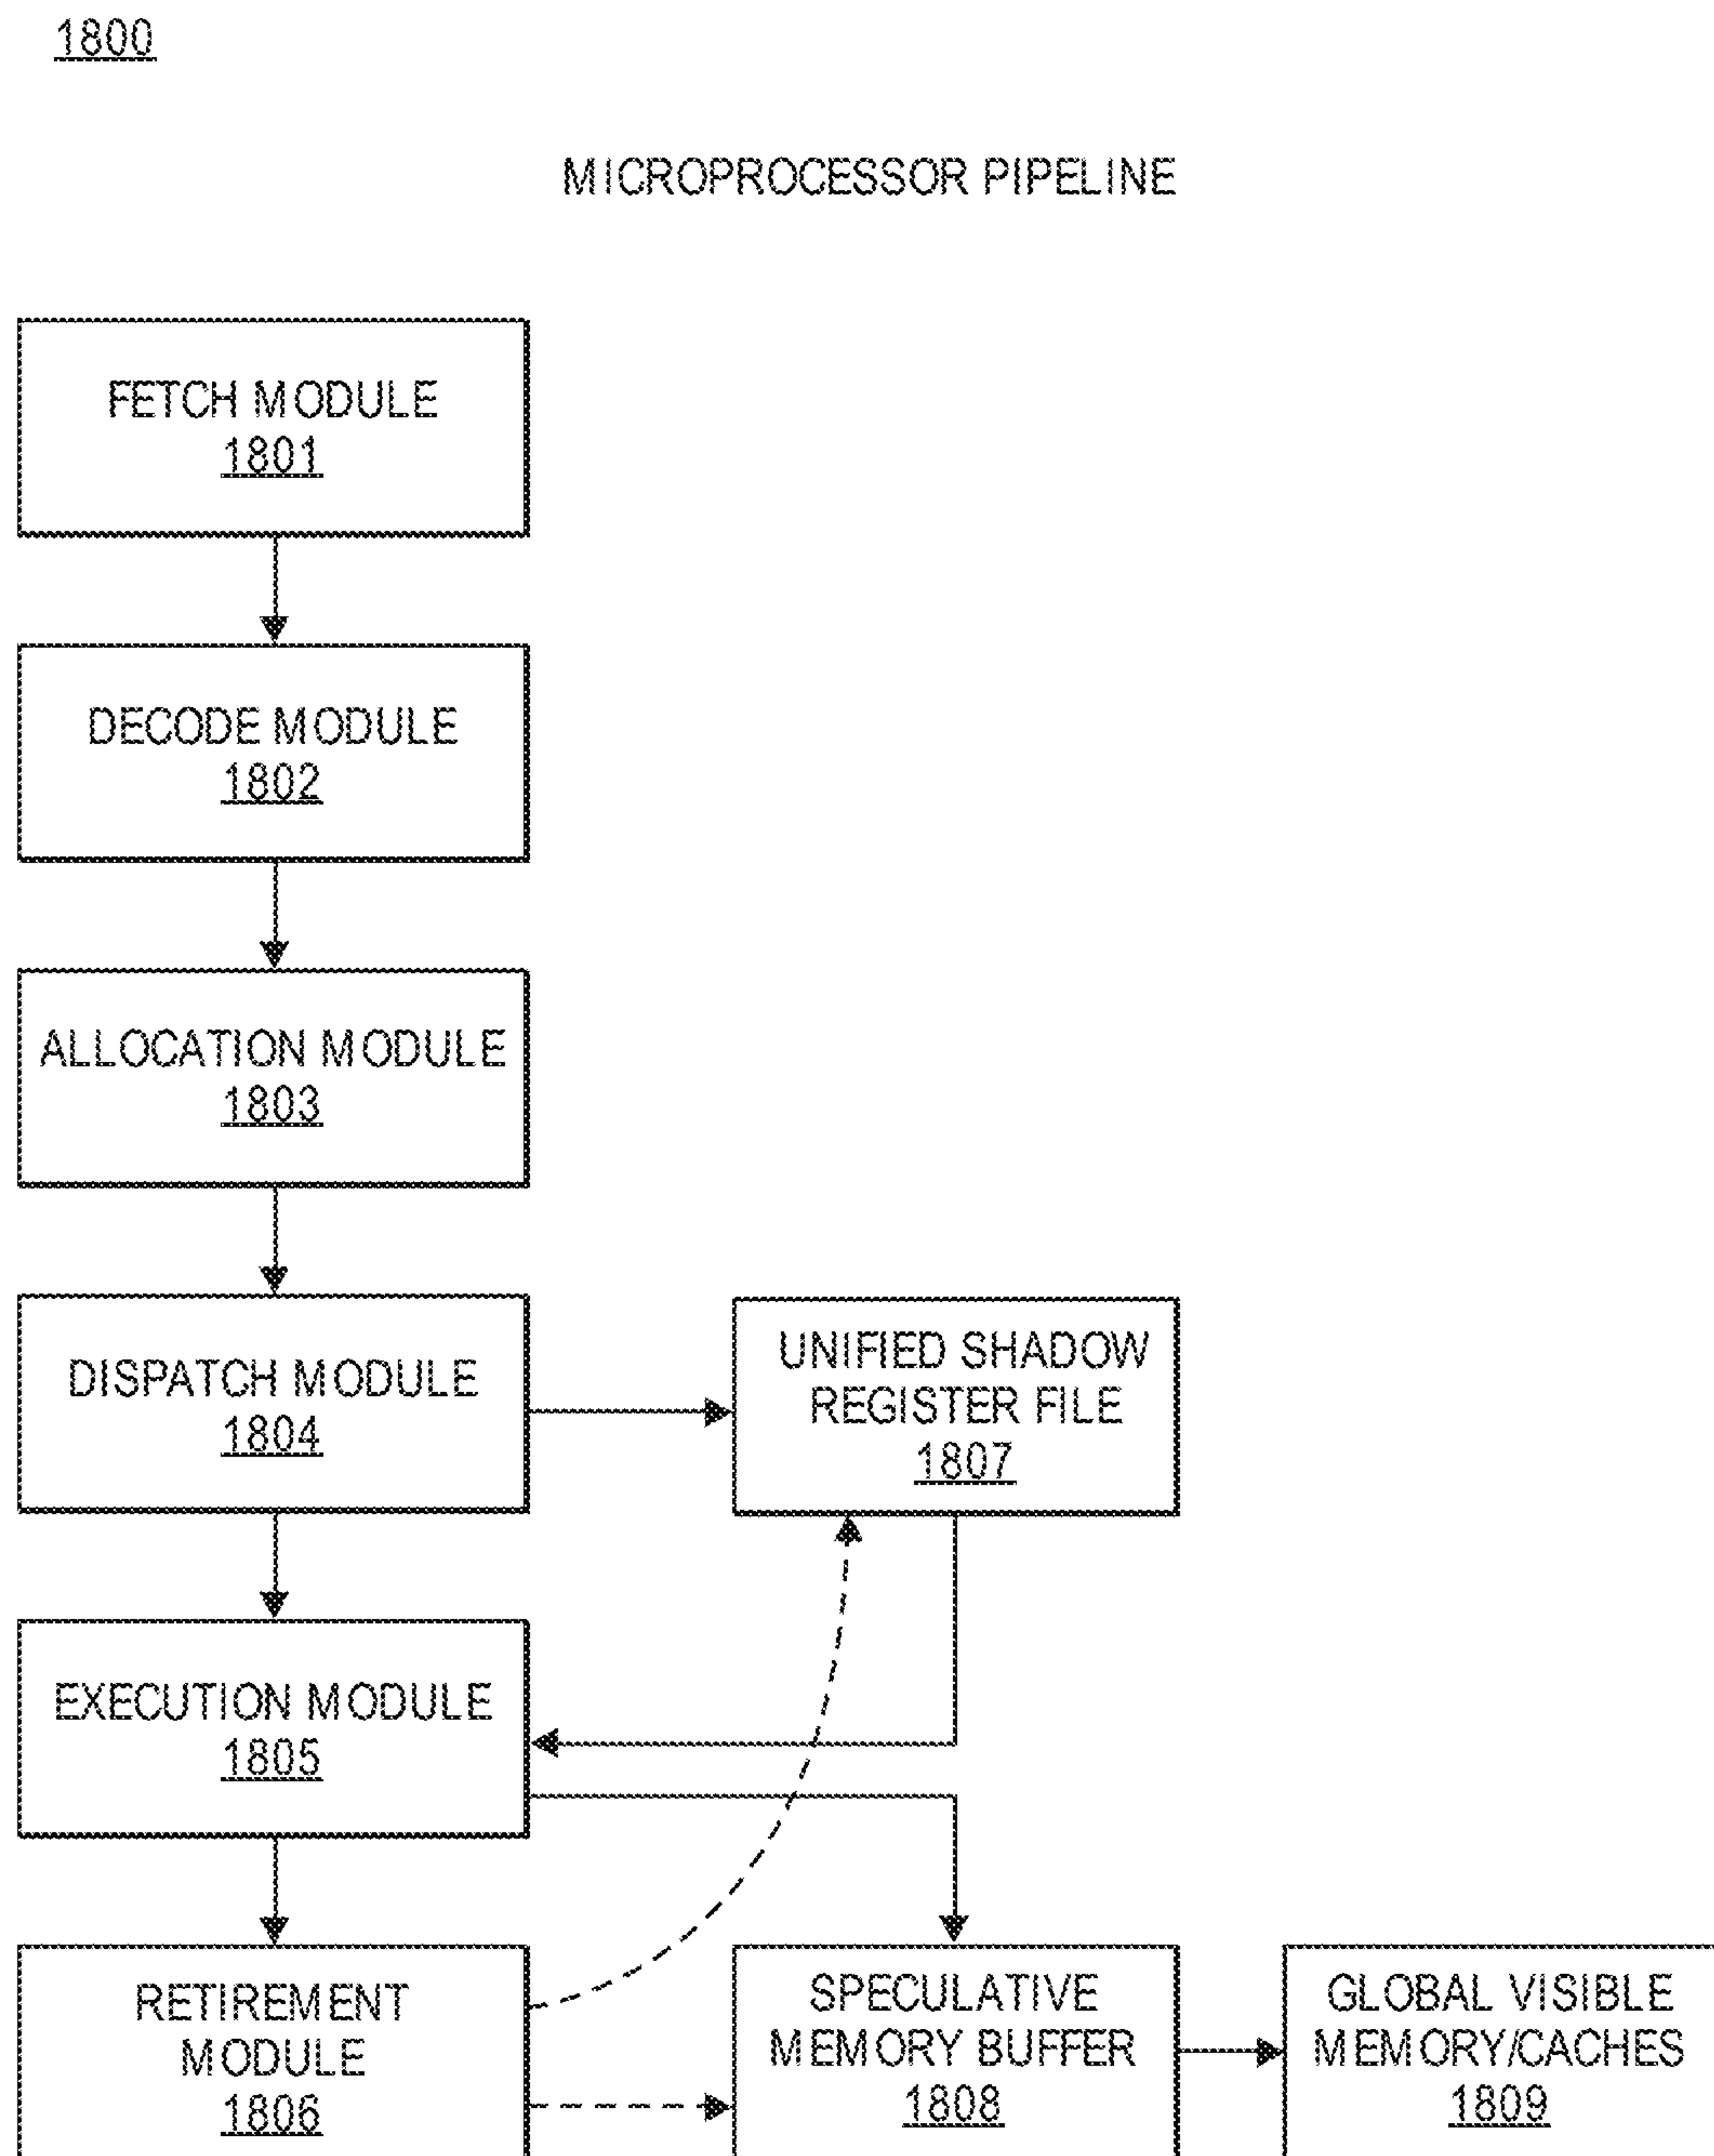 1800
MICROPROCESSOR PIPELINE
FETCH MODULE
1801
DECODE MODULE
1802
ALLOCATION MODULE
1803
DISPATCH MODULE
1804
UNIFIED SHADOW
REGISTER FILE
1807
EXECUTION MODULE
1805
RETIREMENT
MODULE
1806
SPECULATIVE
MEMORY BUFFER
1808
GLOBAL VISIBLE
MEMORY/CACHES
1809